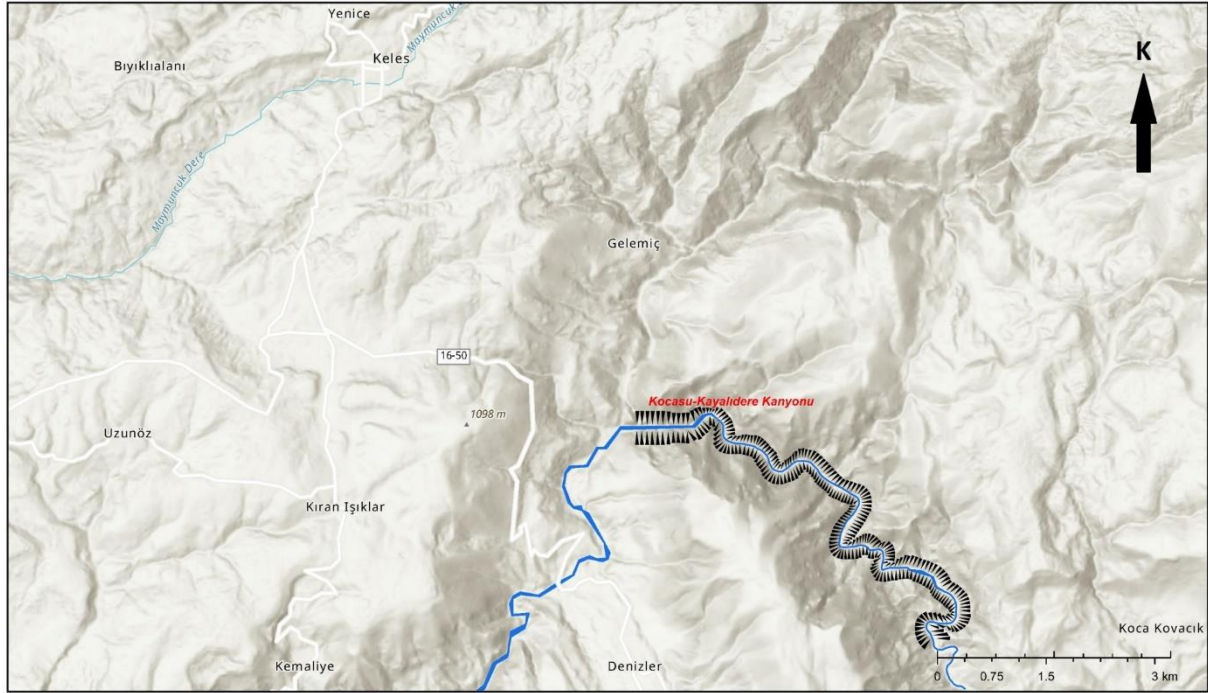 Yenice
Maymuncuk
Keles
Bıyıklıalanı
K
Maymuncuk Dere
Gelemiç
16-50
Kocasu-Kayalıdere Kanyonu
1098 m
Uzunöz
Kıran Işıklar
Koca Kovacık
Kemaliye
Denizler
0 0.75 1.5 3 km